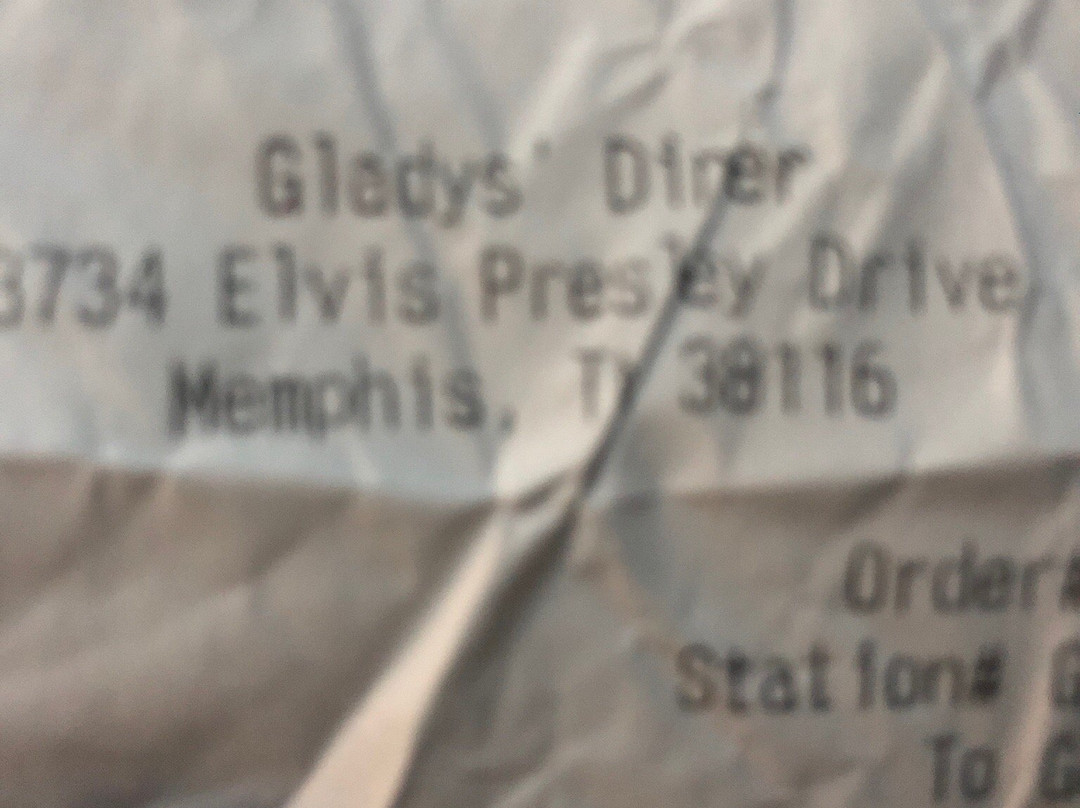 Gladys' Diner
3734 Elvis Presley Drive
Memphis, TN 38116
Order#
Station#
To